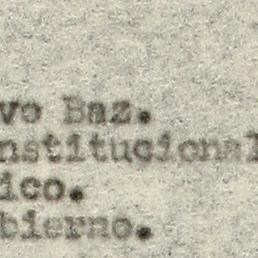 vo Baz.
nstitucional
ico.
bierno.